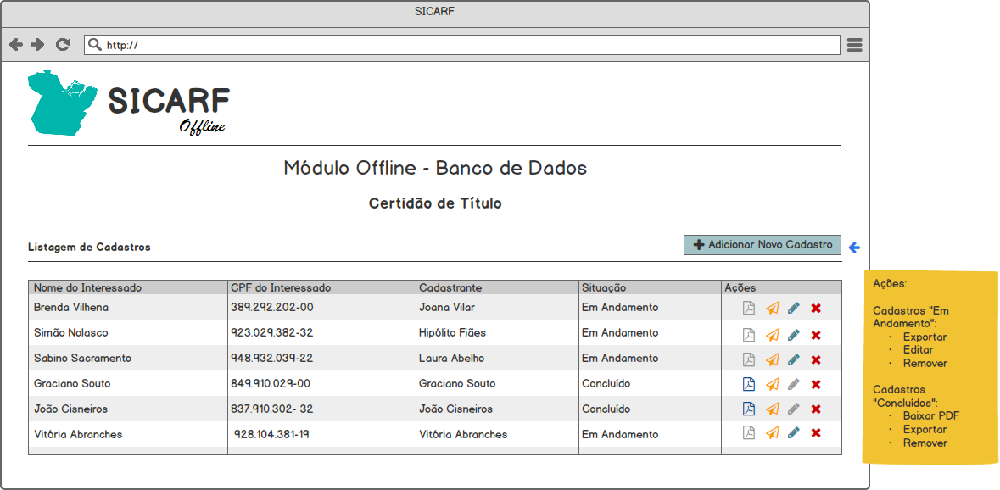 SICARF
http://
SICARF
Offline
Módulo Offline - Banco de Dados
Certidão de Título
Listagem de Cadastros
Adicionar Novo Cadastro
Nome do Interessado CPF do Interessado Cadastrante Situação Ações
Brenda Vilhena 389.292.202-00 Joana Vilar Em Andamento
Simão Nolasco 923.029.382-32 Hipólito Fiães Em Andamento
Sabino Sacramento 948.932.039-22 Laura Abelho Em Andamento
Graciano Souto 849.910.029-00 Graciano Souto Concluído
João Cisneiros 837.910.302- 32 João Cisneiros Concluído
Vitória Abranches 928.104.381-19 Vitória Abranches Em Andamento
Ações:
Cadastros "Em
Andamento":
· Exportar
· Editar
· Remover
Cadastros
"Concluídos":
· Baixar PDF
· Exportar
· Remover